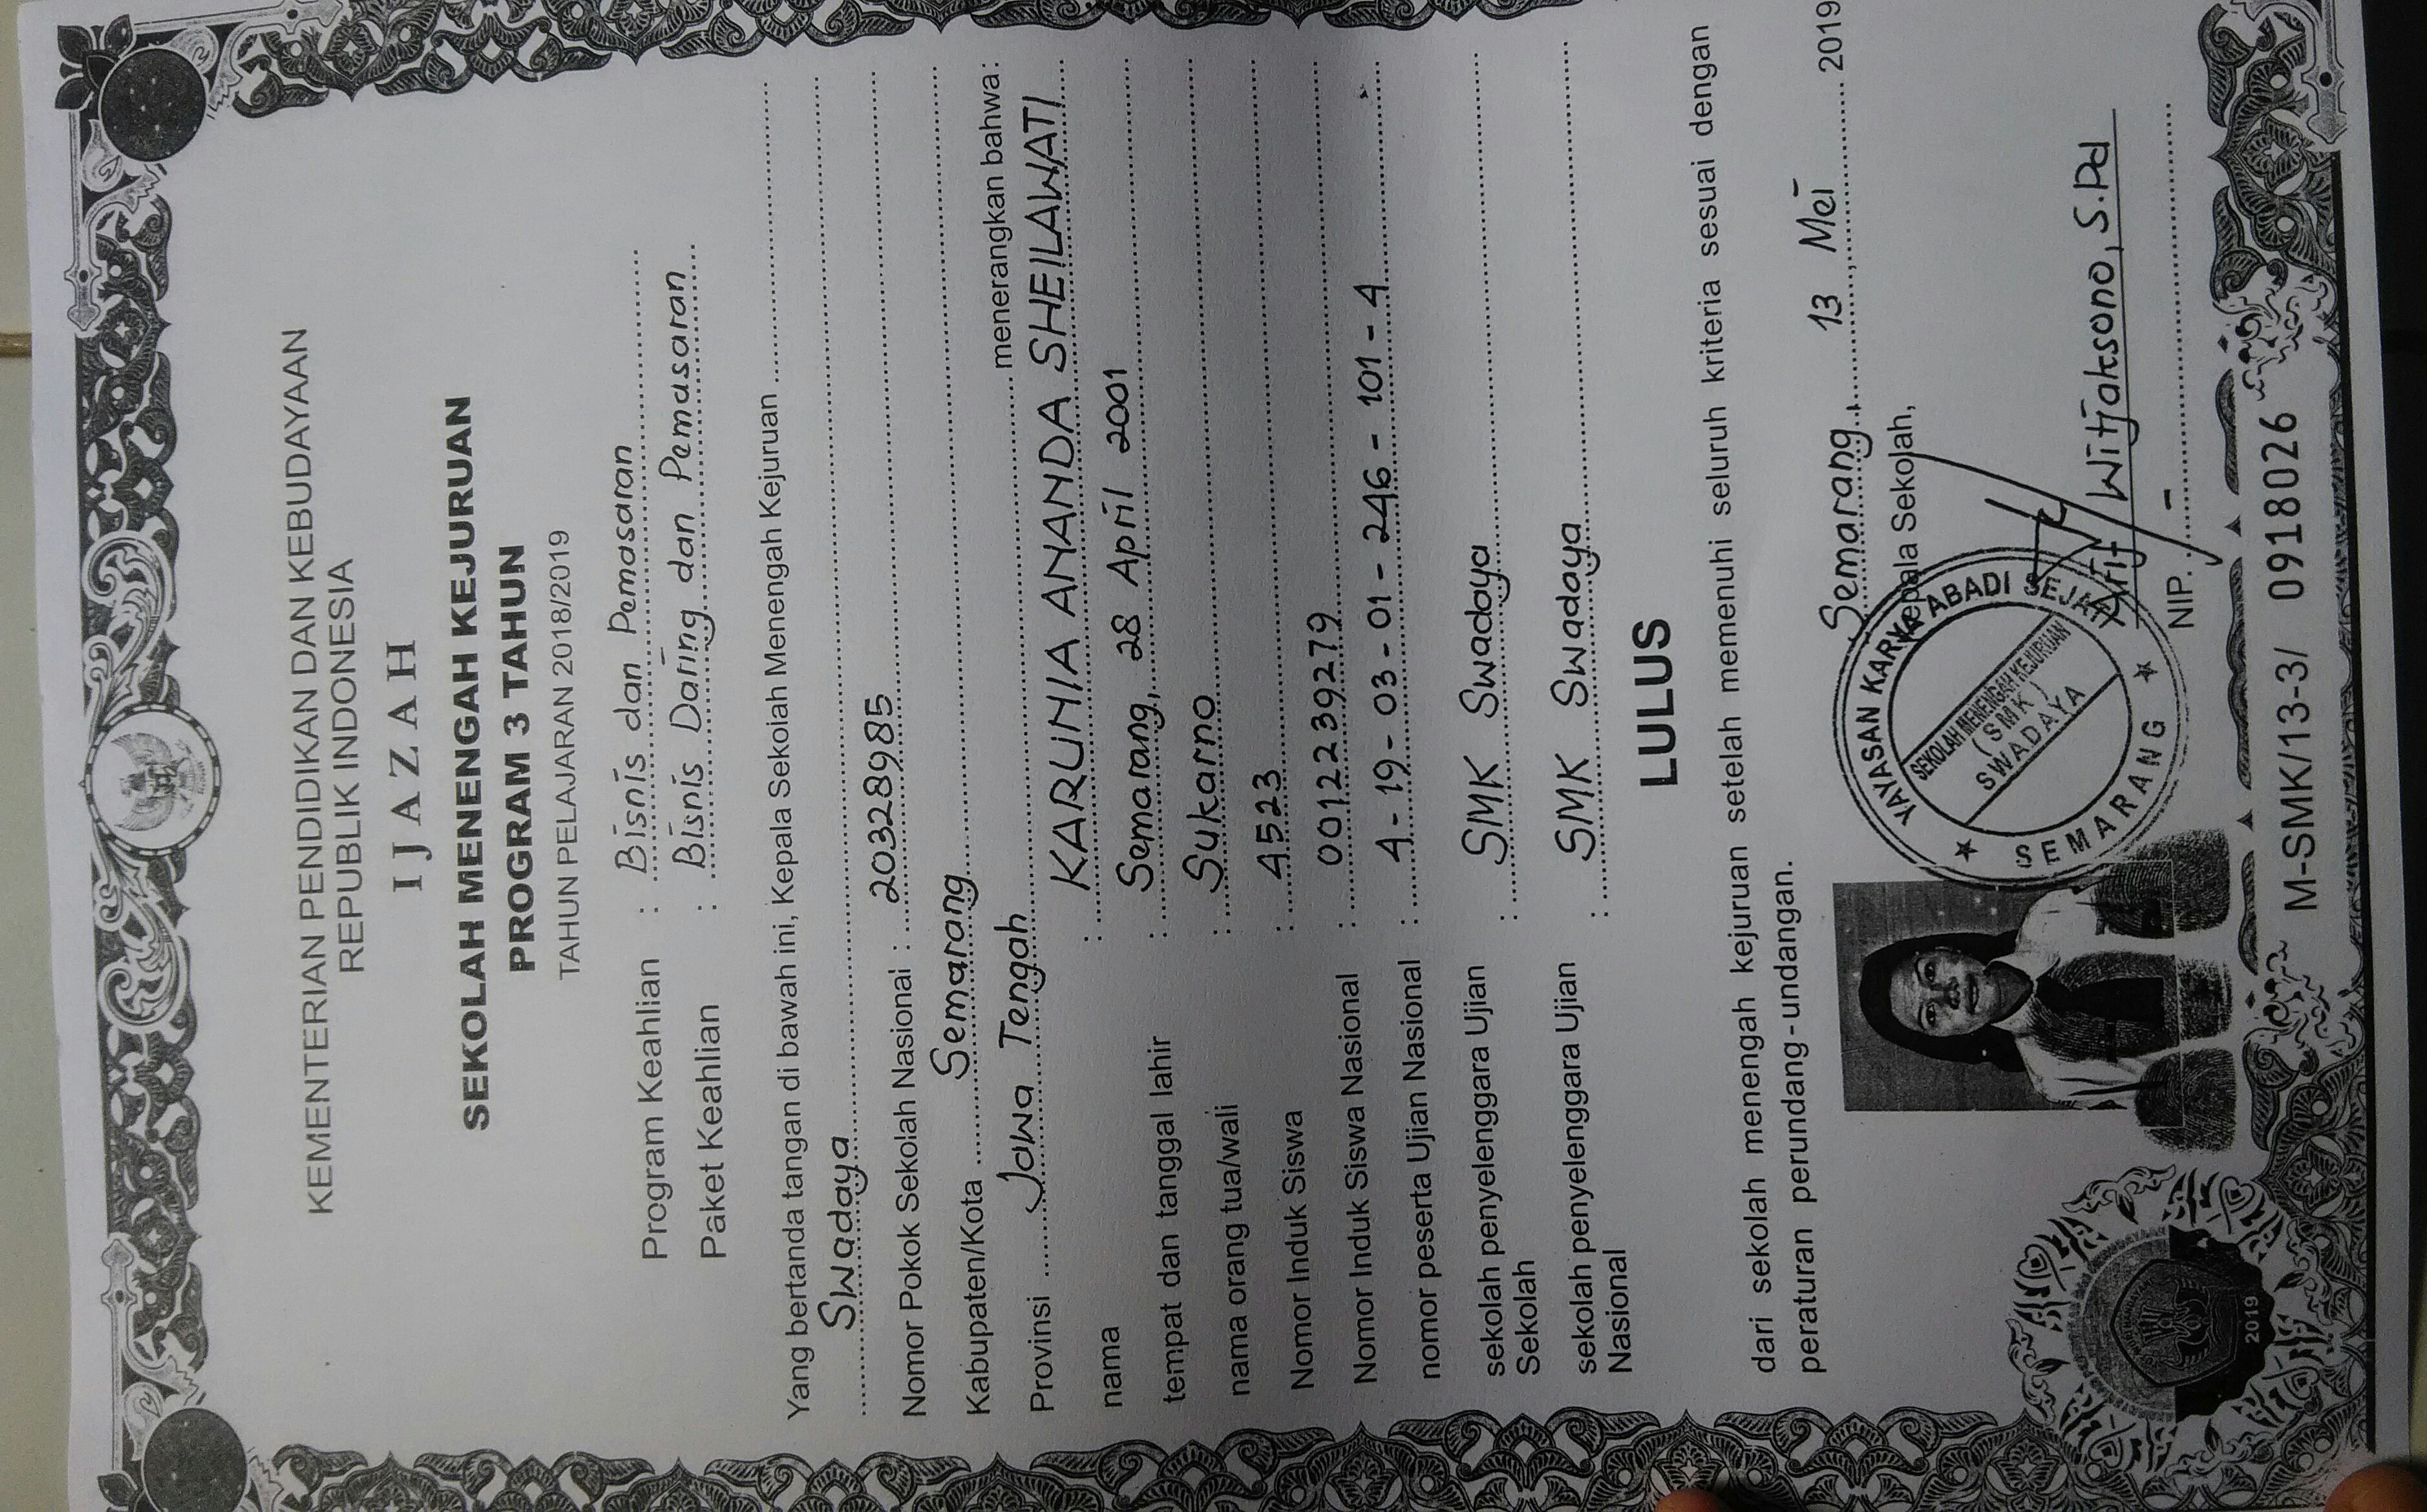 KEMENTERIAN PENDIDIKAN DAN KEBUDAYAAN
REPUBLIK INDONESIA
IJAZAH
SEKOLAH MENENGAH KEJURUAN
PROGRAM 3 TAHUN
TAHUN PELAJARAN 2018/2019
Program Keahlian : Bisnis dan Pemasaran
Paket Keahlian : Bisnis Daring dan Pemasaran
Yang bertanda tangan di bawah ini, Kepala Sekolah Menengah Kejuruan
Swadaya
Nomor Pokok Sekolah Nasional : 20328985
Kabupaten/Kota Semarang
Provinsi Jawa Tengah menerangkan bahwa:
nama : KARUNIA ANANDA SHEILAWATI
tempat dan tanggal lahir : Semarang, 28 April 2001
nama orang tua/wali : Sukarno
Nomor Induk Siswa : 4523
Nomor Induk Siswa Nasional : 0012239279
nomor peserta Ujian Nasional : 4-19-03-01-246-101-4
sekolah penyelenggara Ujian : SMK Swadaya
Sekolah
sekolah penyelenggara Ujian : SMK Swadaya
Nasional
LULUS
dari sekolah menengah kejuruan setelah memenuhi seluruh kriteria sesuai dengan
peraturan perundang-undangan.
Semarang, 13 Mei 2019
Kepala Sekolah,
YAYASAN KARYA ABADI SEJATI
SEKOLAH MENENGAH KEJURUAN
(SMK)
SWADAYA
SEMARANG
Arif Witjaksono, S.Pd
NIP. -
2019
M-SMK/13-3/ 0918026